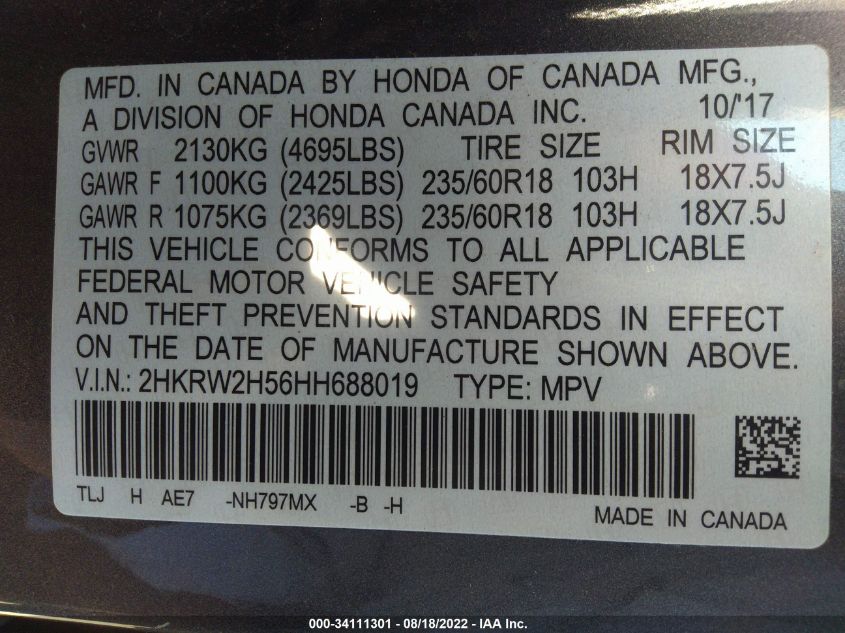 MFD. IN CANADA BY HONDA OF CANADA MFG.,
A DIVISION OF HONDA CANADA INC. 10/'17
GVWR 2130KG (4695LBS) TIRE SIZE RIM SIZE
GAWR F 1100KG (2425LBS) 235/60R18 103H 18X7.5J
GAWR R 1075KG (2369LBS) 235/60R18 103H 18X7.5J
THIS VEHICLE CONFORMS TO ALL APPLICABLE
FEDERAL MOTOR VEHICLE SAFETY
AND THEFT PREVENTION STANDARDS IN EFFECT
ON THE DATE OF MANUFACTURE SHOWN ABOVE.
V.I.N.: 2HKRW2H56HH688019 TYPE: MPV
TLJ H AE7 -NH797MX -B -H
MADE IN CANADA
000-34111301 - 08/18/2022 - IAA Inc.